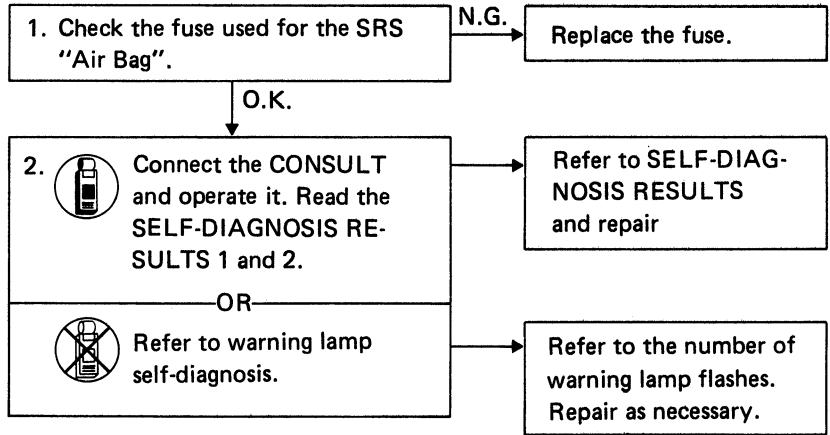 1. Check the fuse used for the SRS
"Air Bag".
N.G.
Replace the fuse.
O.K.
2. Connect the CONSULT
and operate it. Read the
SELF-DIAGNOSIS RE-
SULTS 1 and 2.
Refer to SELF-DIAG-
NOSIS RESULTS
and repair
OR
Refer to warning lamp
self-diagnosis.
Refer to the number of
warning lamp flashes.
Repair as necessary.